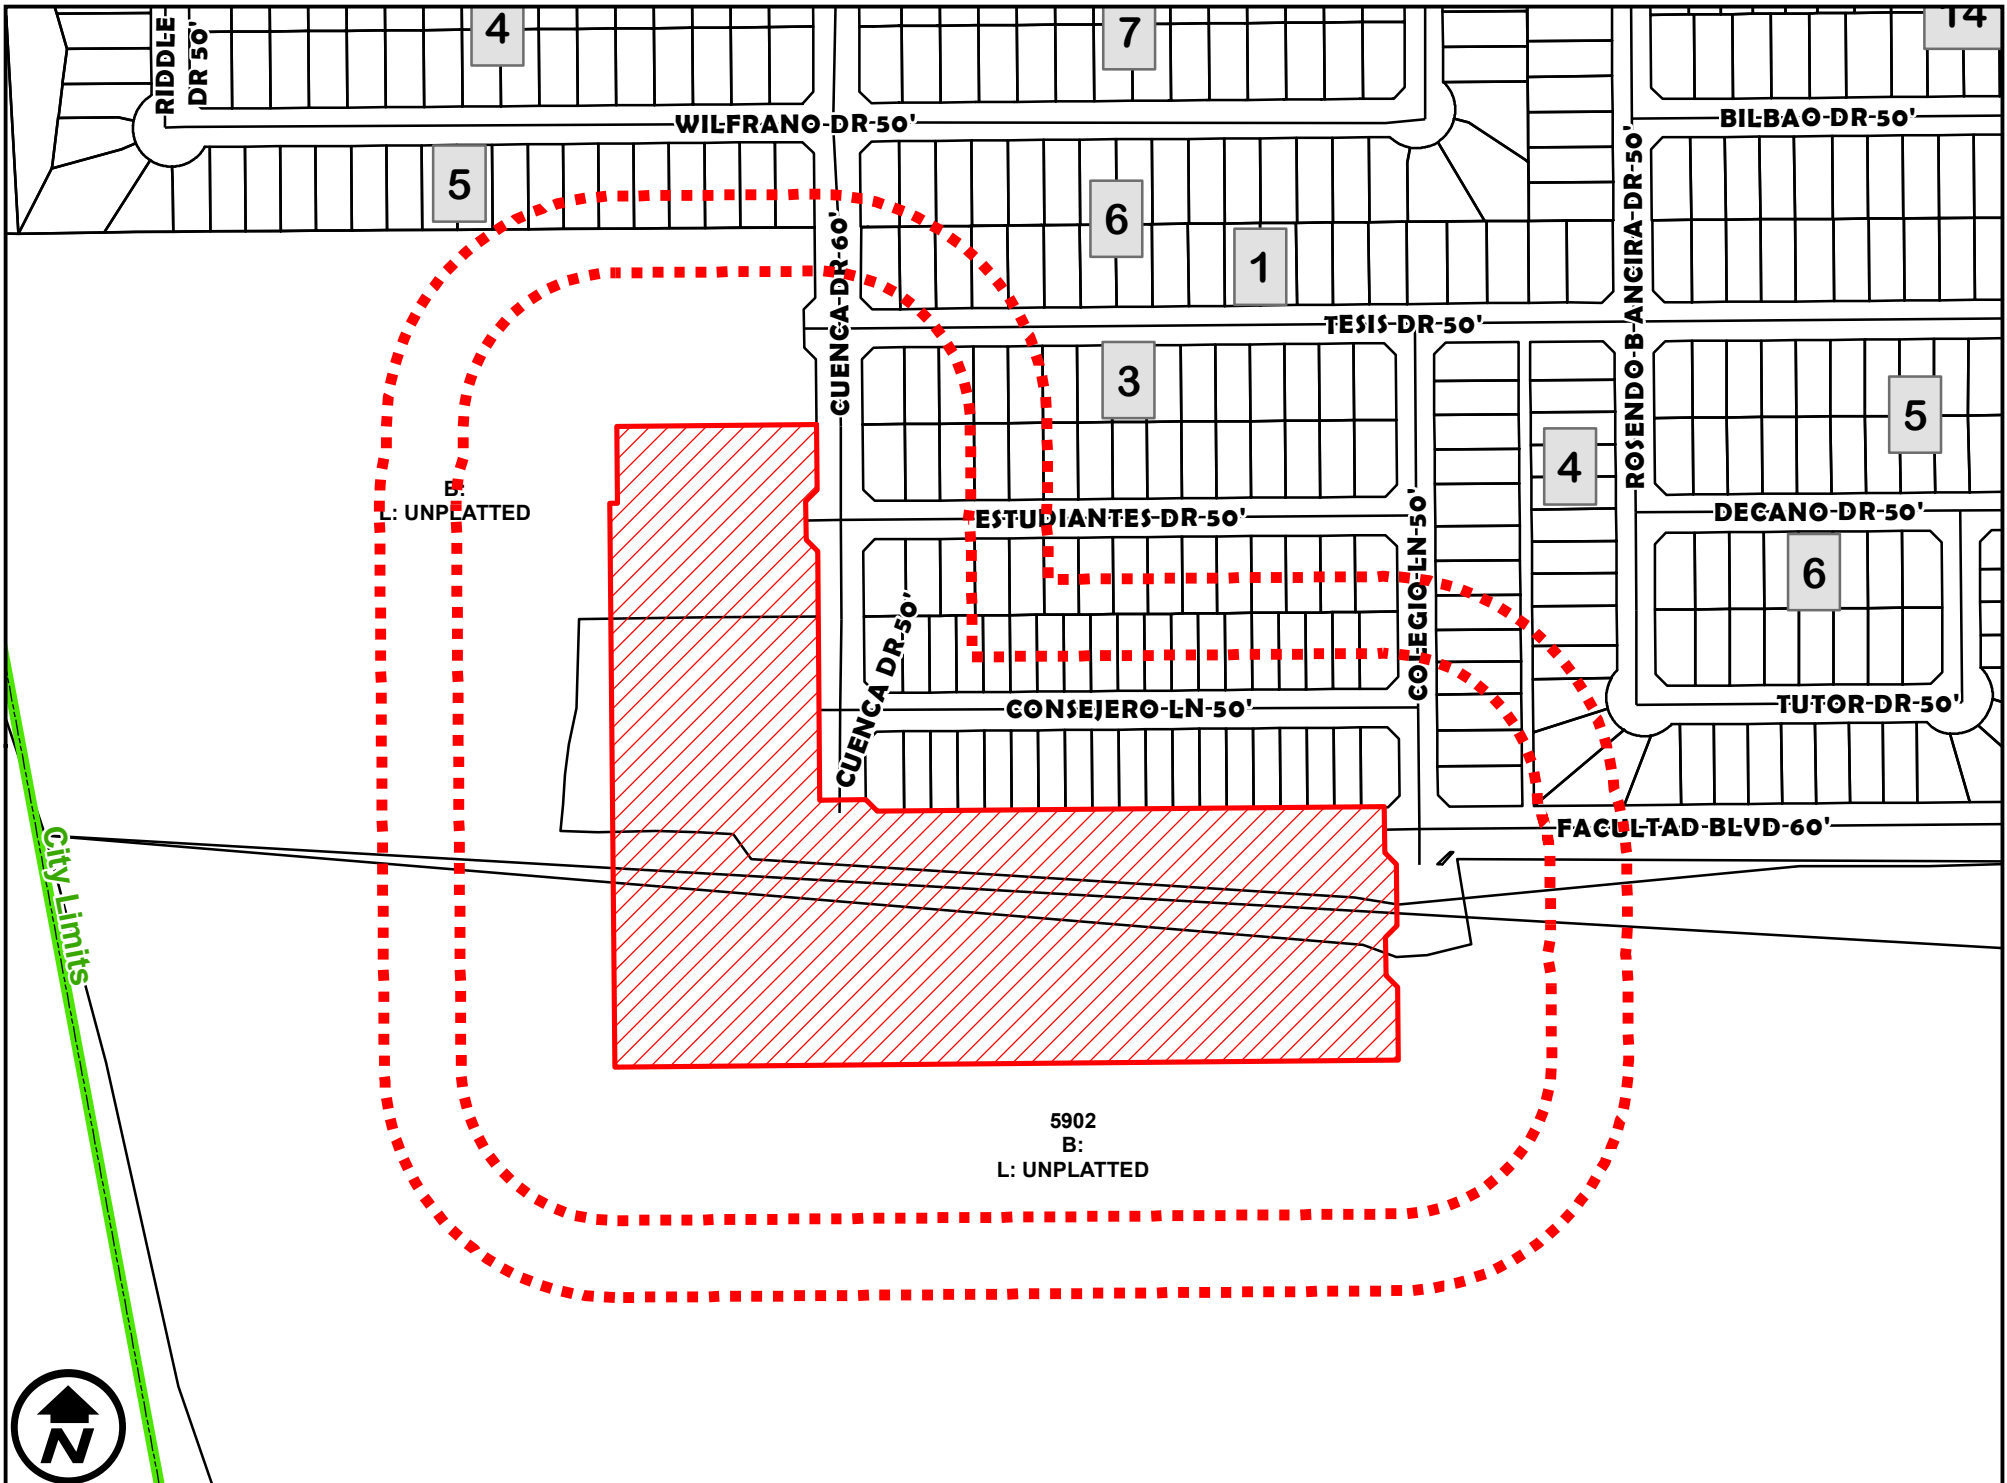 4
7
14
RIDDLE
DR 50'
WILFRANO-DR-50'
BILBAO-DR-50'
5
6
1
CUENCA-DR-60'
ROSENDO-B-ANCIRA-DR-50'
TESIS-DR-50'
3
5
4
B:
L: UNPLATTED
ESTUDIANTES-DR-50'
COLEGIO-LN-50'
DECANO-DR-50'
6
CUENCA DR-50'
CONSEJERO-LN-50'
TUTOR-DR-50'
FACULTAD-BLVD-60'
City Limits
5902
B:
L: UNPLATTED
N